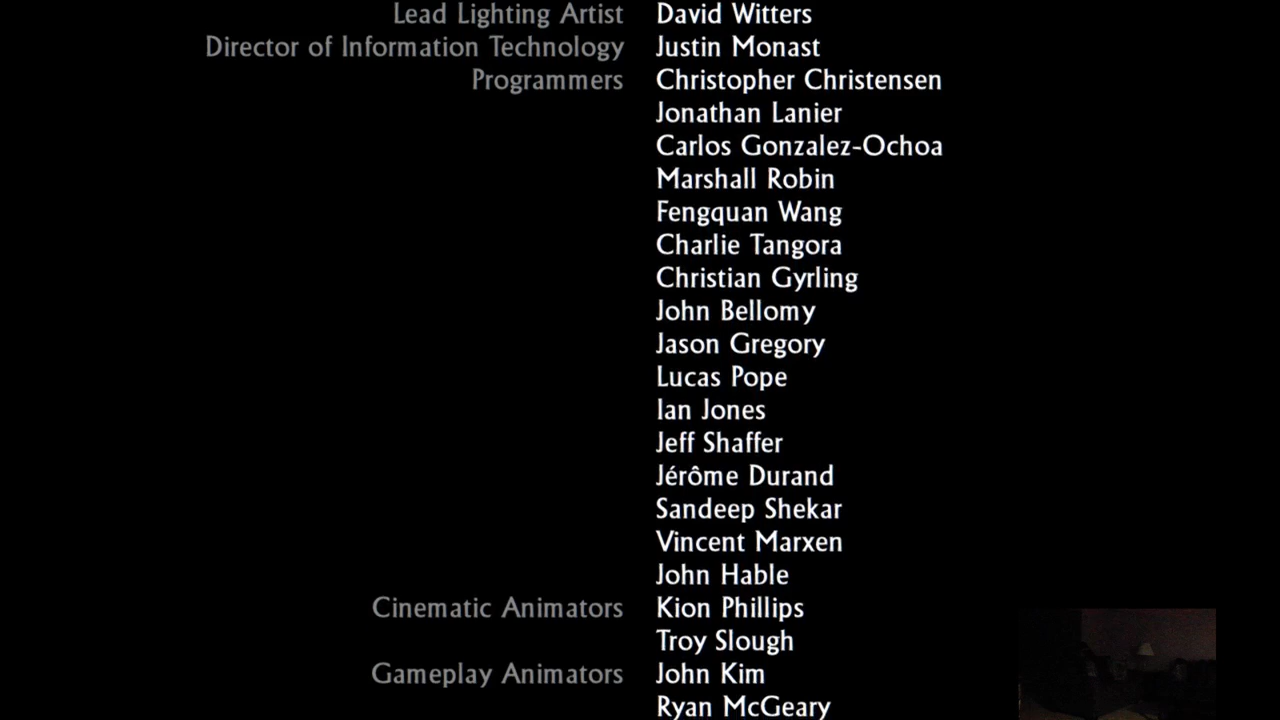 Lead Lighting Artist David Witters
Director of Information Technology Justin Monast
Programmers Christopher Christensen
Jonathan Lanier
Carlos Gonzalez-Ochoa
Marshall Robin
Fengquan Wang
Charlie Tangora
Christian Gyrling
John Bellomy
Jason Gregory
Lucas Pope
Ian Jones
Jeff Shaffer
Jérôme Durand
Sandeep Shekar
Vincent Marxen
John Hable
Cinematic Animators Kion Phillips
Troy Slough
Gameplay Animators John Kim
Ryan McGeary